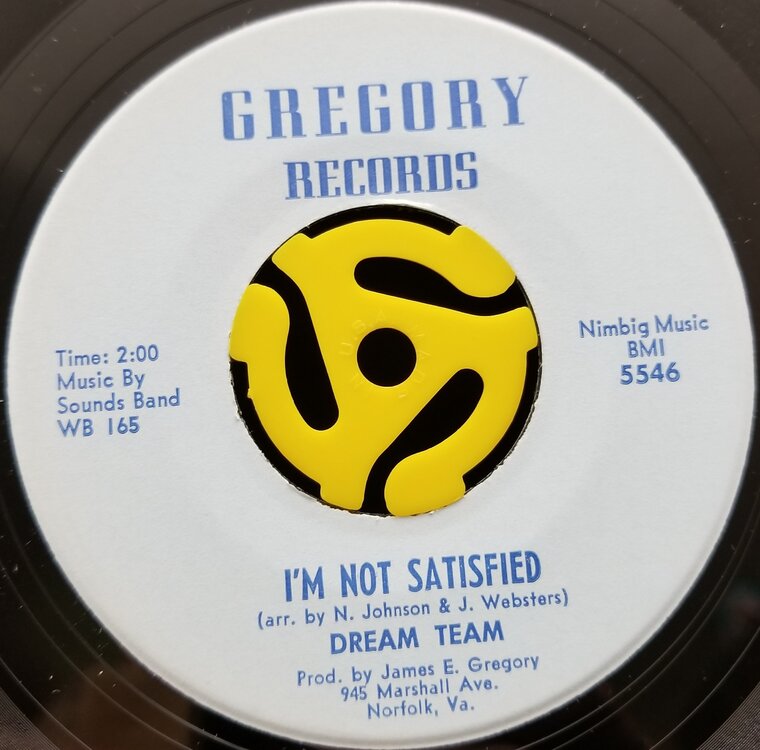 GREGORY
RECORDS
Time: 2:00
Music By
Sounds Band
WB 165
Nimbig Music
BMI
5546
I'M NOT SATISFIED
(arr. by N. Johnson & J. Websters)
DREAM TEAM
Prod. by James E. Gregory
945 Marshall Ave.
Norfolk, Va.